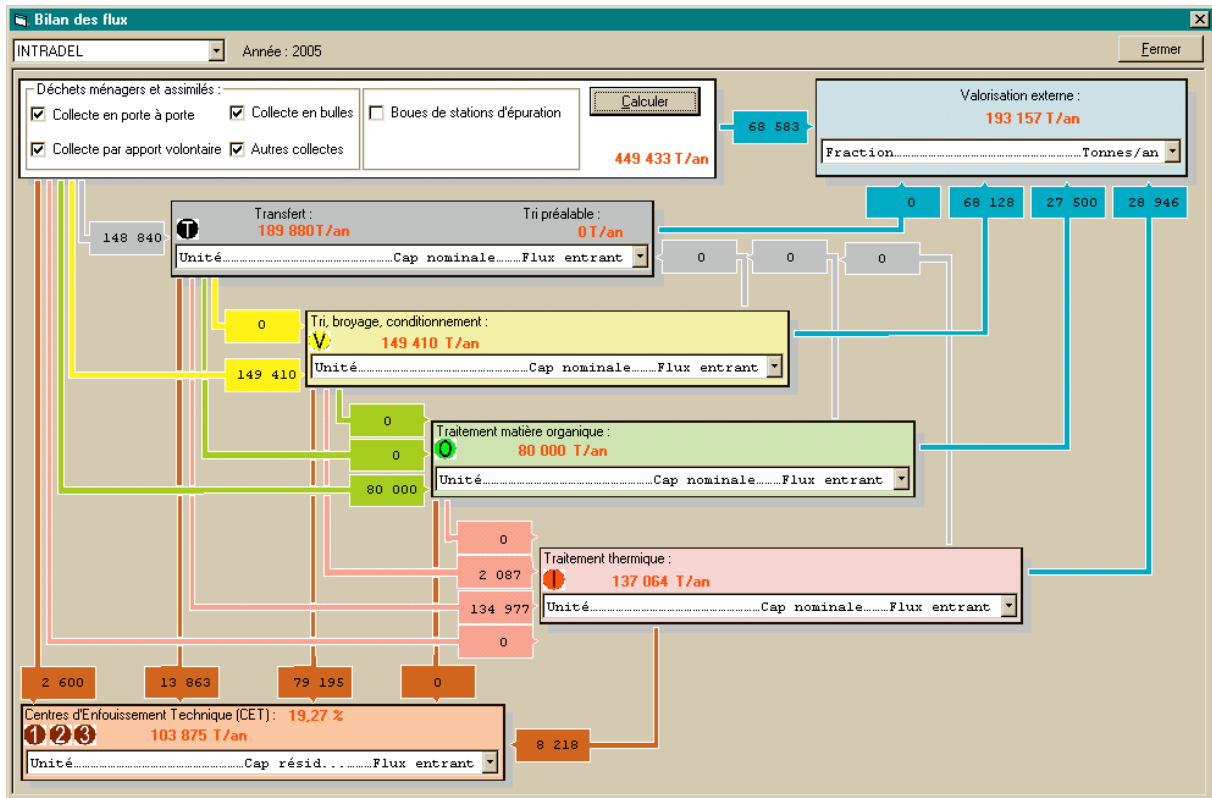 Bilan des flux
INTRADEL Année : 2005 Fermer
Déchets ménagers et assimilés :
Collecte en porte à porte Collecte en bulles Boues de stations d'épuration Calculer
Collecte par apport volontaire Autres collectes
449 433 T/an
68 583
Valorisation externe :
193 157 T/an
Fraction.....Tonnes/an
0 68 128 27 500 28 946
148 840
T Transfert : Tri préalable :
189 880T/an 0T/an
Unité.....Cap nominale.....Flux entrant
0 0 0
0
149 410
Tri, broyage, conditionnement :
V 149 410 T/an
Unité.....Cap nominale.....Flux entrant
0
0
80 000
Traitement matière organique :
O 80 000 T/an
Unité.....Cap nominale.....Flux entrant
0
2 087
134 977
0
Traitement thermique :
I 137 064 T/an
Unité.....Cap nominale.....Flux entrant
2 600 13 863 79 195 0
Centres d'Enfouissement Technique (CET) : 19,27 %
1 2 3 103 875 T/an
Unité.....Cap résid........Flux entrant
8 218